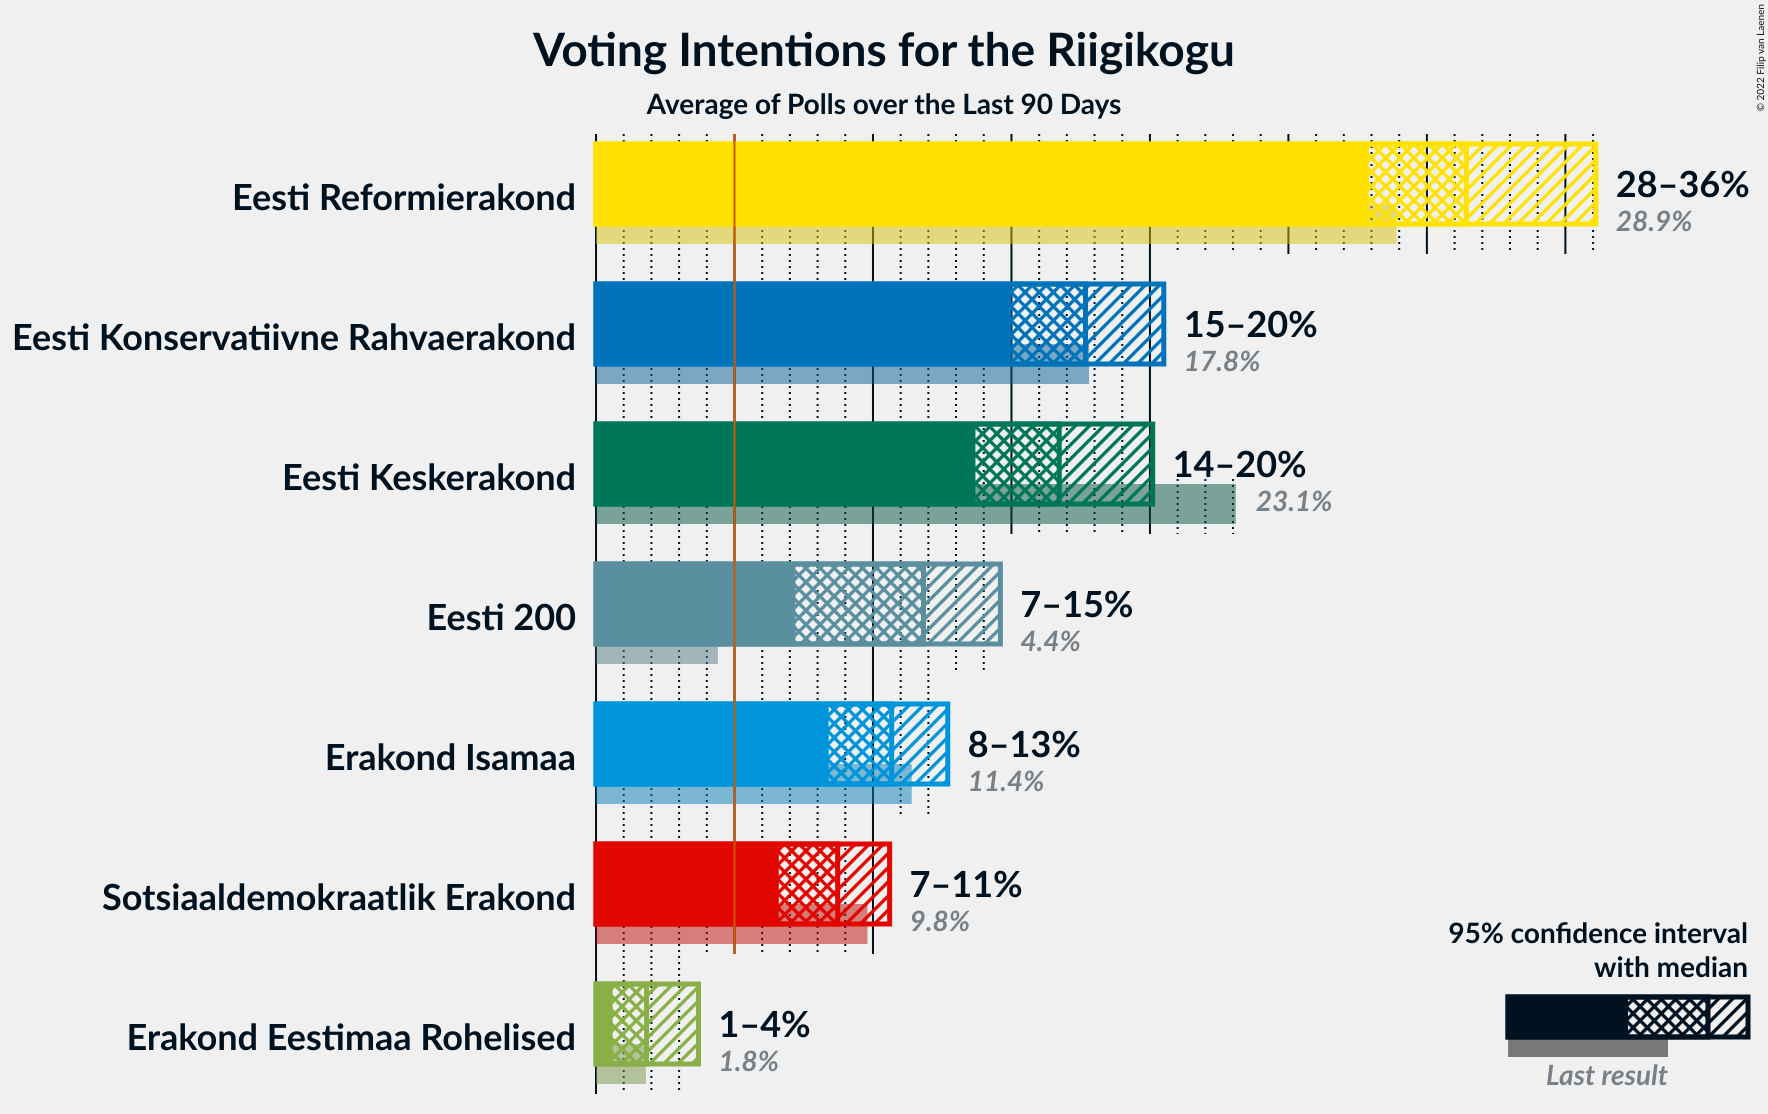 Voting Intentions for the Riigikogu
Average of Polls over the Last 90 Days
© 2022 Filip van Laenen
Eesti Reformierakond
28–36%
28.9%
Eesti Konservatiivne Rahvaerakond
15–20%
17.8%
Eesti Keskerakond
14–20%
23.1%
Eesti 200
7–15%
4.4%
Erakond Isamaa
8–13%
11.4%
Sotsiaaldemokraatlik Erakond
7–11%
9.8%
Erakond Eestimaa Rohelised
1–4%
1.8%
95% confidence interval
with median
Last result